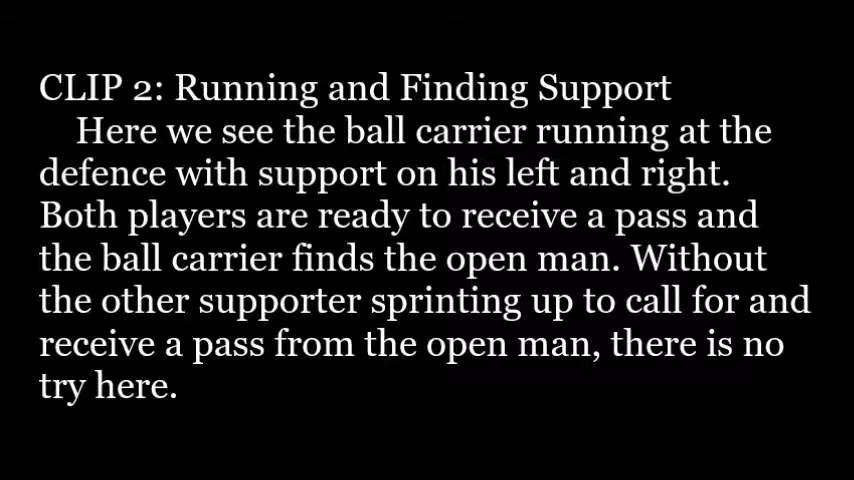 CLIP 2: Running and Finding Support
Here we see the ball carrier running at the
defence with support on his left and right.
Both players are ready to receive a pass and
the ball carrier finds the open man. Without
the other supporter sprinting up to call for and
receive a pass from the open man, there is no
try here.